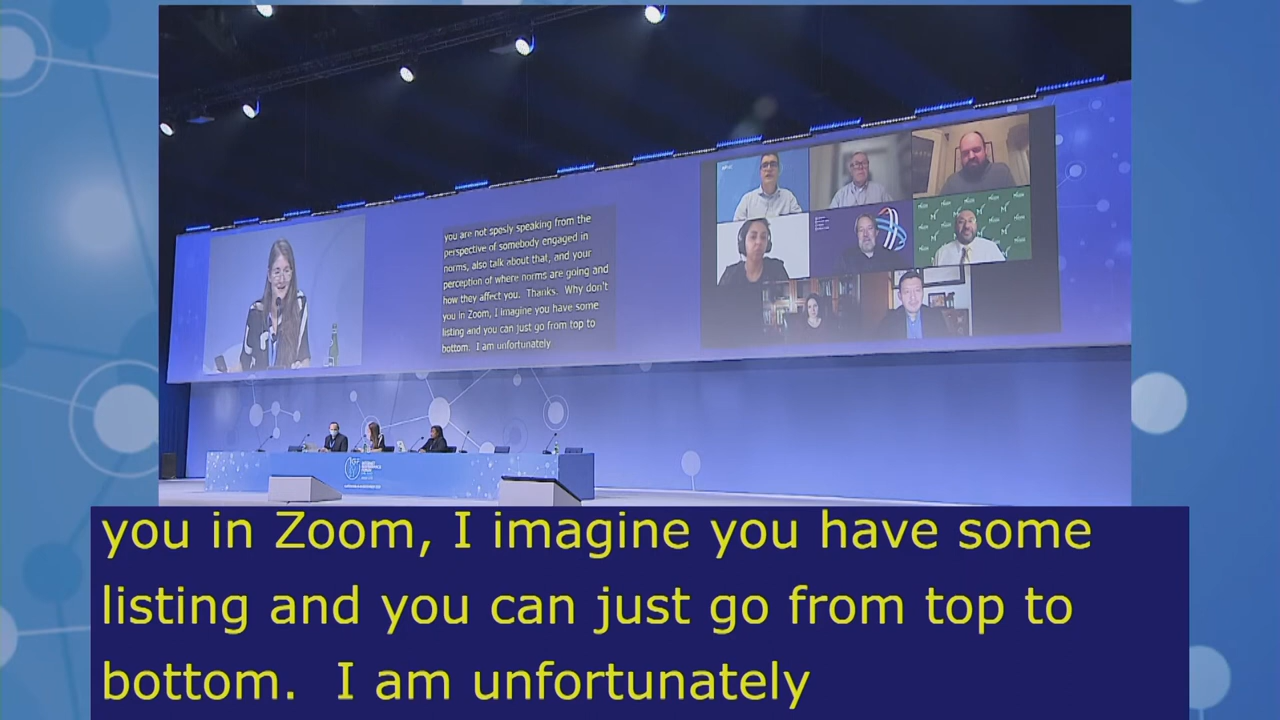 you are not spesly speaking from the
perspective of somebody engaged in
norms, also talk about that, and your
perception of where norms are going and
how they affect you.  Thanks.  Why don't
you in Zoom, I imagine you have some
listing and you can just go from top to
bottom.  I am unfortunately
you in Zoom, I imagine you have some
listing and you can just go from top to
bottom.  I am unfortunately